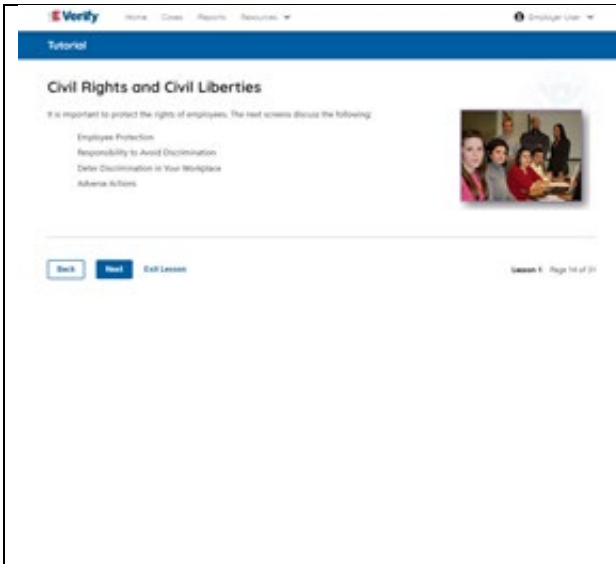 E Verify Home Cases Reports Resources Employer User
Tutorial
Civil Rights and Civil Liberties
It is important to protect the rights of employees. The next screens discuss the following:
Employee Protection
Responsibility to Avoid Discrimination
Deter Discrimination in Your Workplace
Adverse Actions
Back Next Exit Lesson Lesson 1 Page 14 of 31